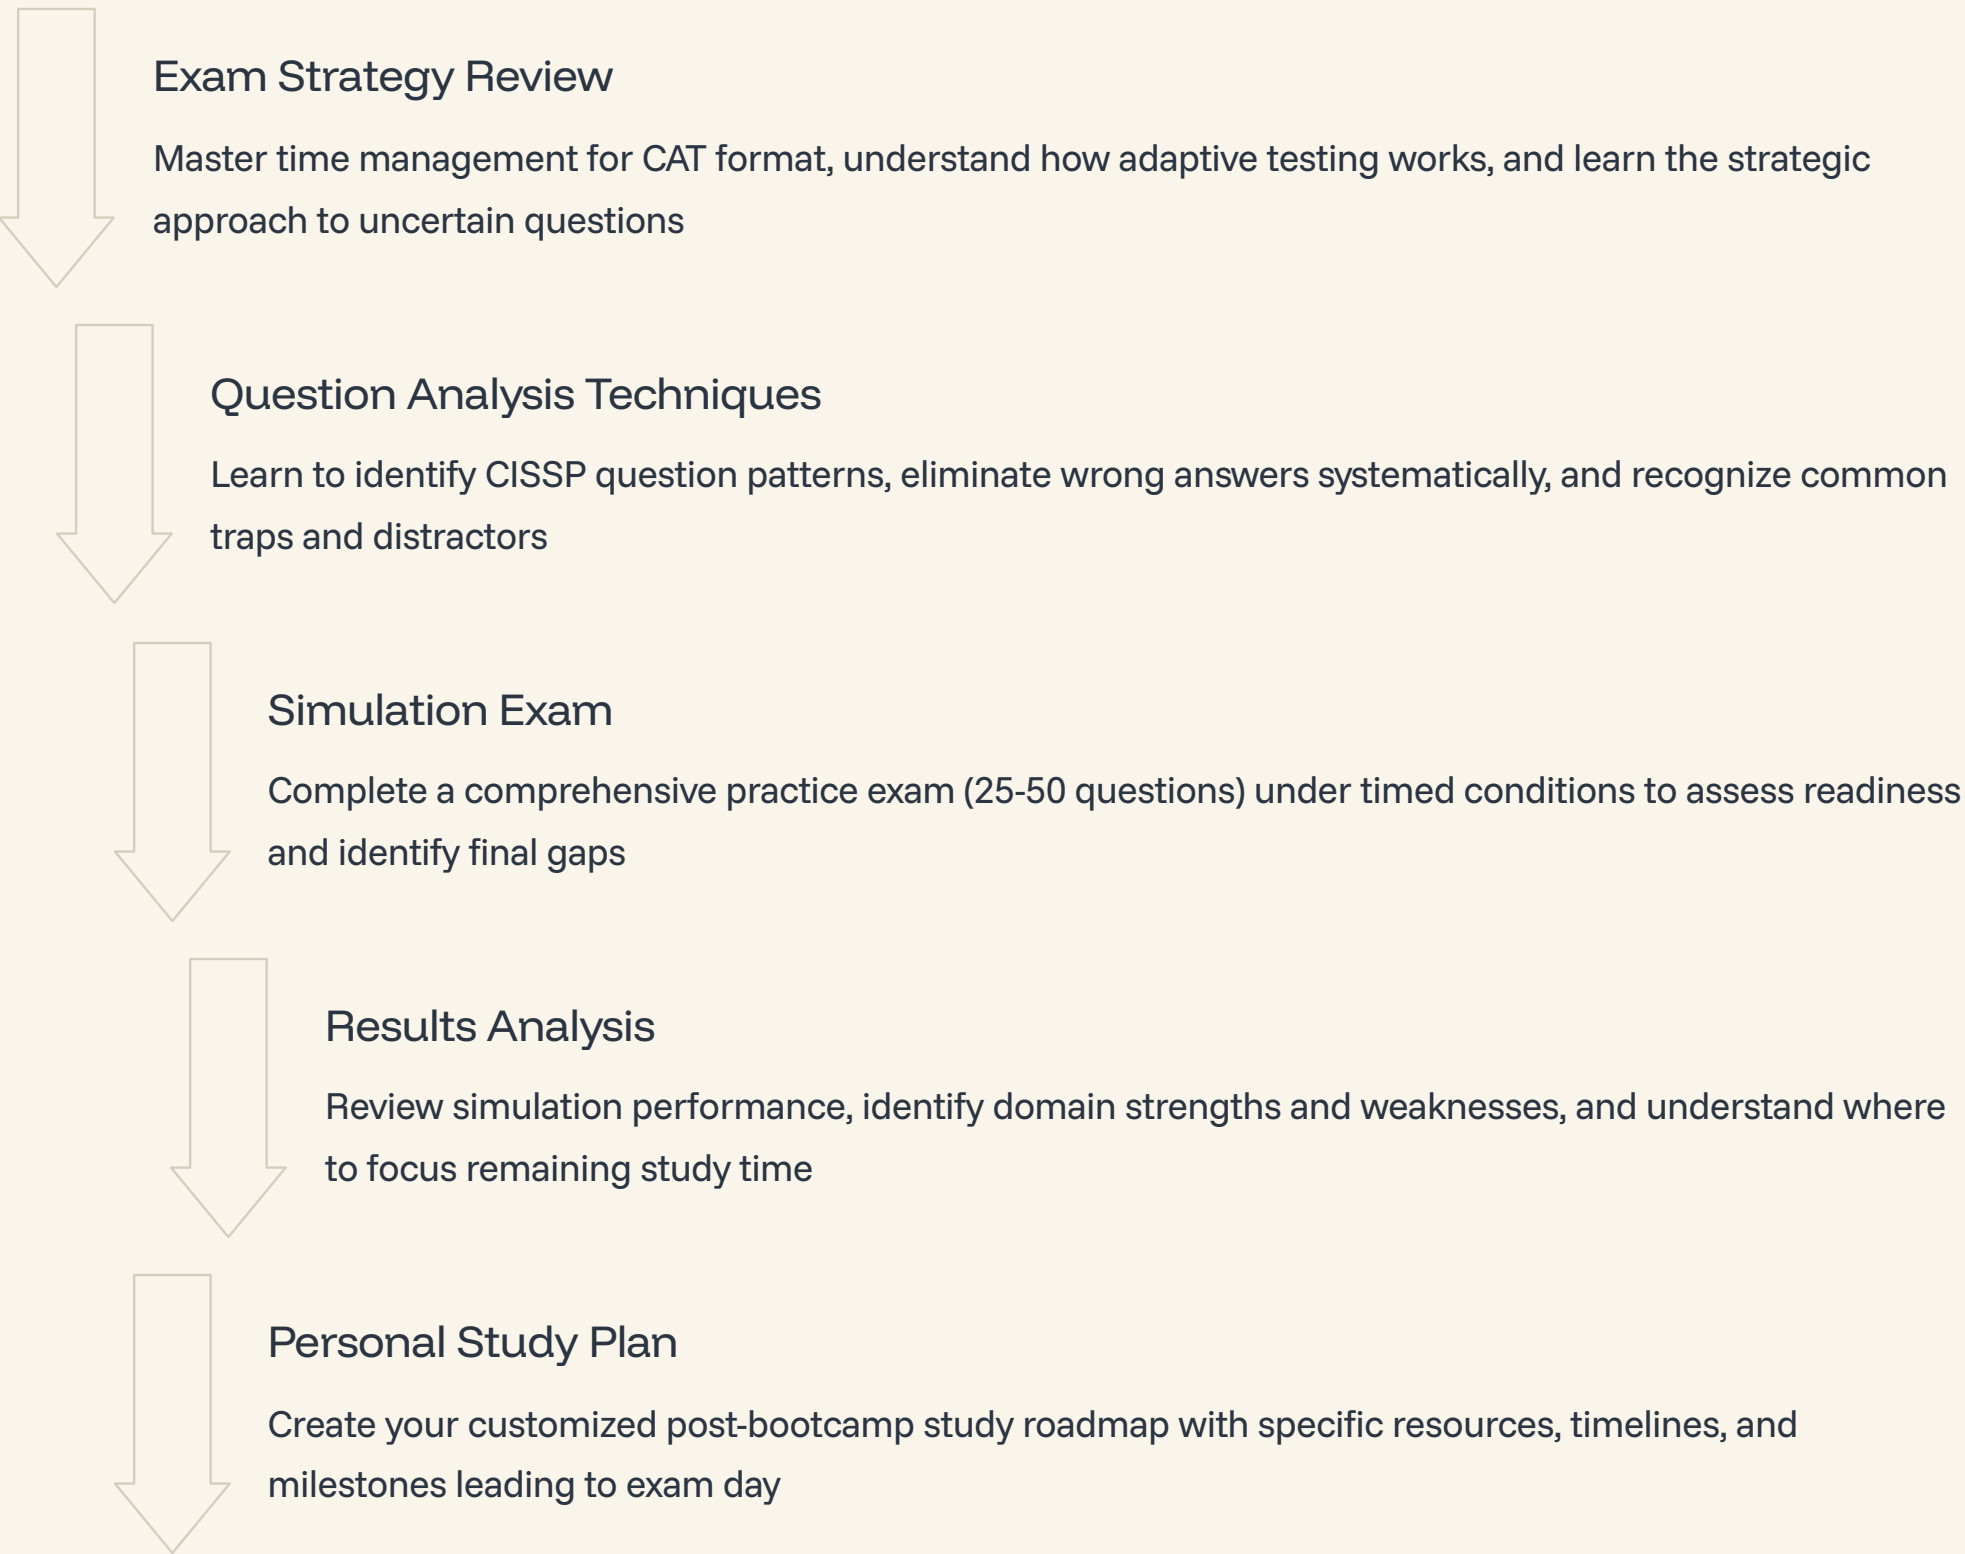 Exam Strategy Review
Master time management for CAT format, understand how adaptive testing works, and learn the strategic
approach to uncertain questions
Question Analysis Techniques
Learn to identify CISSP question patterns, eliminate wrong answers systematically, and recognize common
traps and distractors
Simulation Exam
Complete a comprehensive practice exam (25-50 questions) under timed conditions to assess readiness
and identify final gaps
Results Analysis
Review simulation performance, identify domain strengths and weaknesses, and understand where
to focus remaining study time
Personal Study Plan
Create your customized post-bootcamp study roadmap with specific resources, timelines, and
milestones leading to exam day